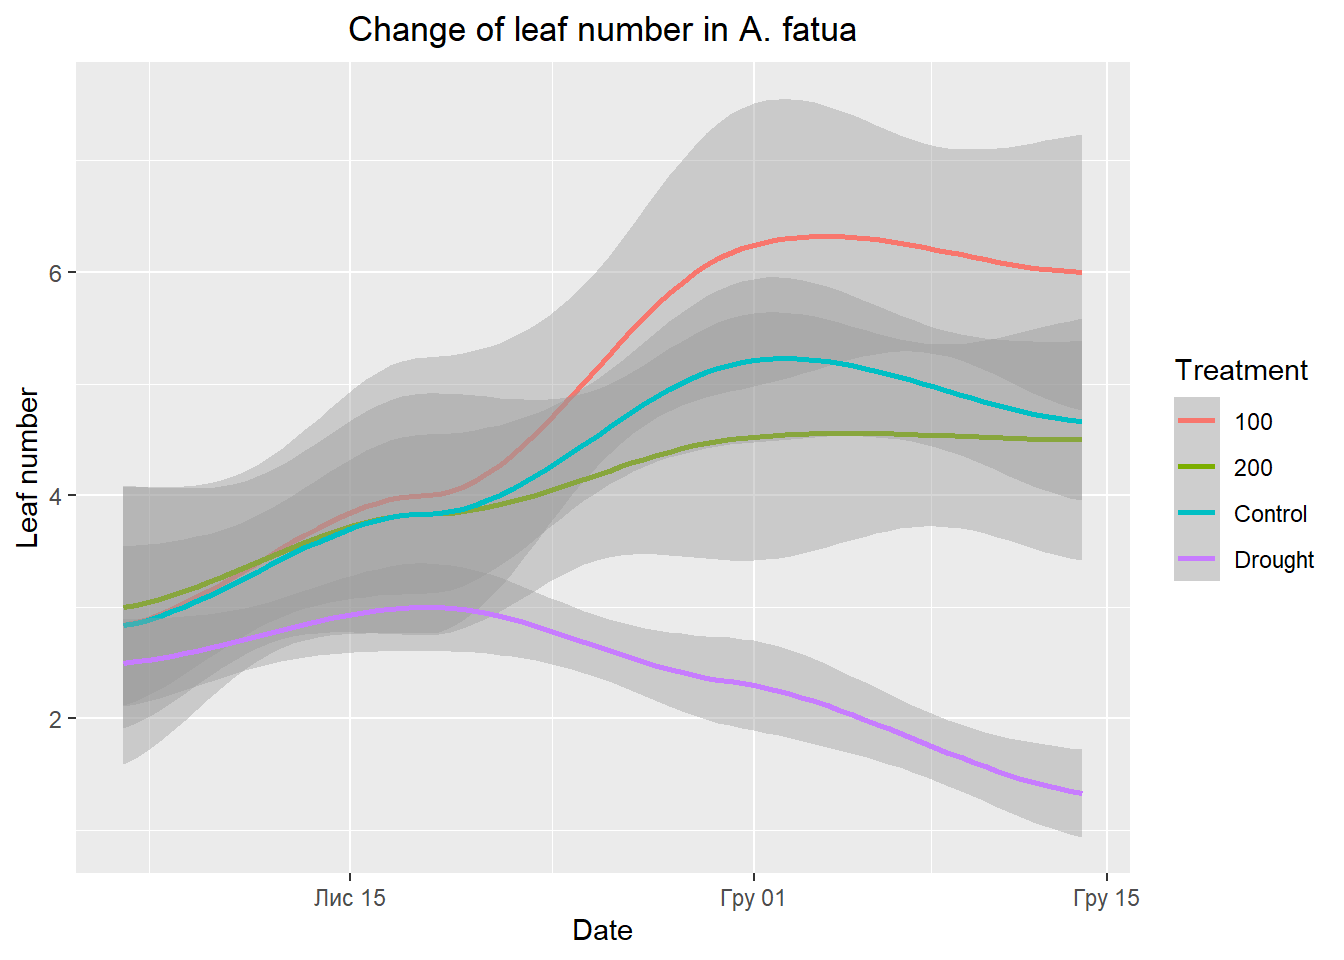 Change of leaf number in A. fatua
Leaf number
6
4
2
Лис 15
Гру 01
Гру 15
Date
Treatment
100
200
Control
Drought